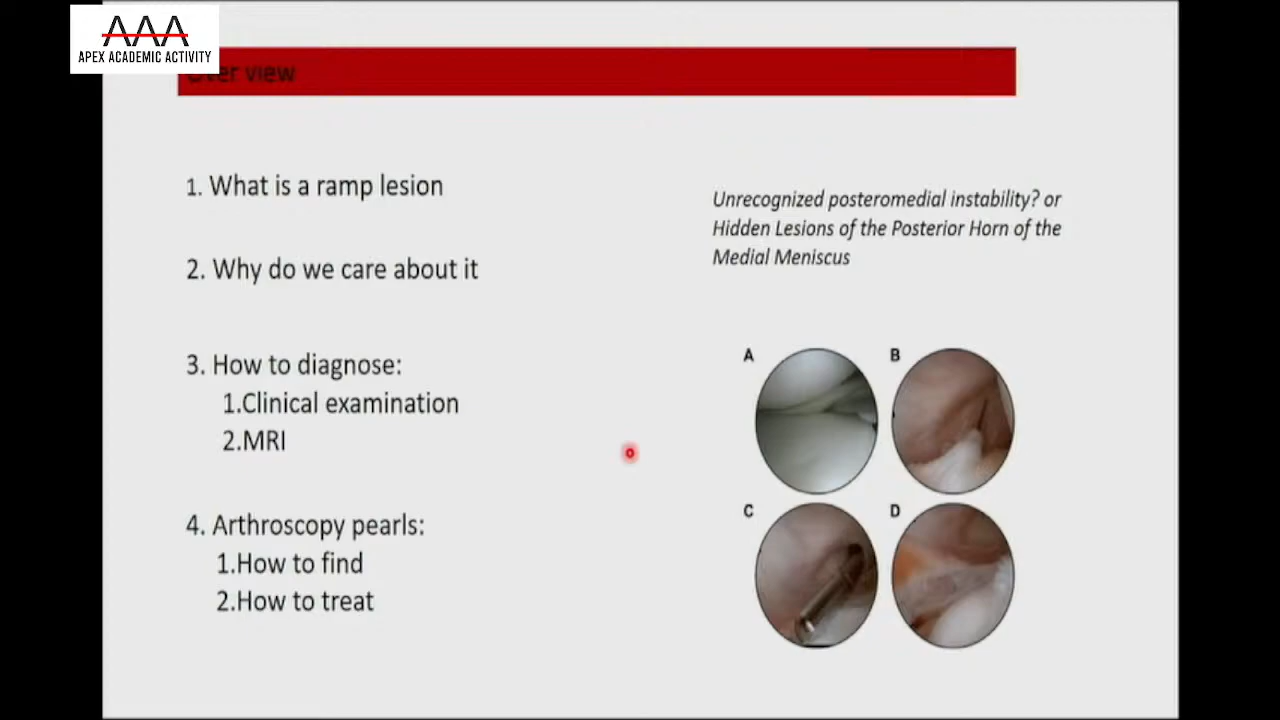 AAA
APEX ACADEMIC ACTIVITY
Over view
1. What is a ramp lesion
2. Why do we care about it
3. How to diagnose:
1.Clinical examination
2.MRI
4. Arthroscopy pearls:
1.How to find
2.How to treat
Unrecognized posteromedial instability? or
Hidden Lesions of the Posterior Horn of the
Medial Meniscus
A
B
C
D